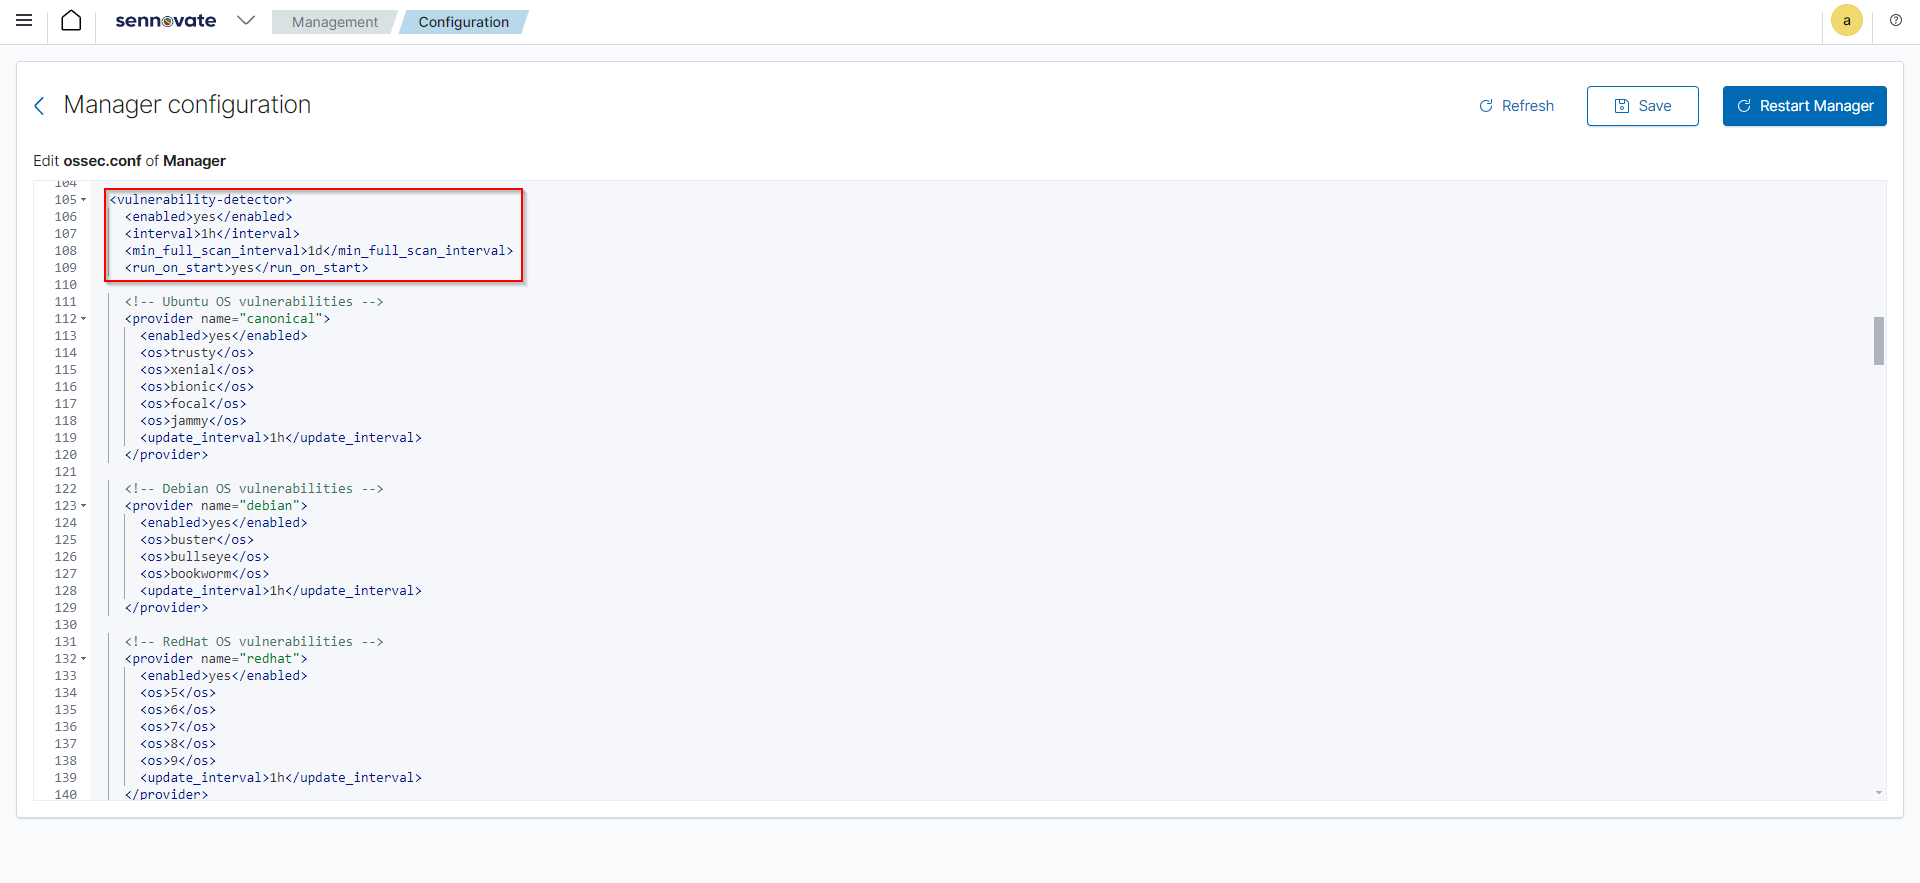 sennovate Management Configuration a
Manager configuration Refresh Save Restart Manager
Edit ossec.conf of Manager
104
105 <vulnerability-detector>
106 <enabled>yes</enabled>
107 <interval>1h</interval>
108 <min_full_scan_interval>1d</min_full_scan_interval>
109 <run_on_start>yes</run_on_start>
110
111 <!-- Ubuntu OS vulnerabilities -->
112 <provider name="canonical">
113 <enabled>yes</enabled>
114 <os>trusty</os>
115 <os>xenial</os>
116 <os>bionic</os>
117 <os>focal</os>
118 <os>jammy</os>
119 <update_interval>1h</update_interval>
120 </provider>
121
122 <!-- Debian OS vulnerabilities -->
123 <provider name="debian">
124 <enabled>yes</enabled>
125 <os>buster</os>
126 <os>bullseye</os>
127 <os>bookworm</os>
128 <update_interval>1h</update_interval>
129 </provider>
130
131 <!-- RedHat OS vulnerabilities -->
132 <provider name="redhat">
133 <enabled>yes</enabled>
134 <os>5</os>
135 <os>6</os>
136 <os>7</os>
137 <os>8</os>
138 <os>9</os>
139 <update_interval>1h</update_interval>
140 </provider>